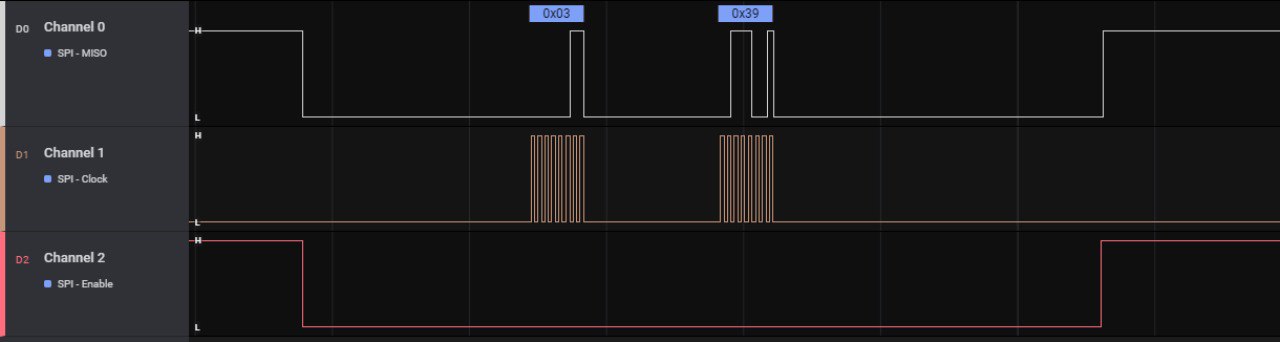 0x03 0x39
D0 Channel 0 H
SPI - MISO
L
D1 Channel 1 H
SPI - Clock
L
D2 Channel 2 H
SPI - Enable
L